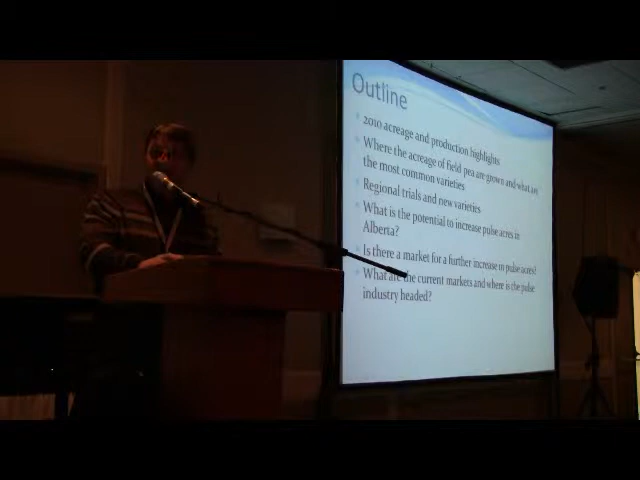 Outline
2010 acreage and production highlights
Where the acreage of field pea are grown and what are
the most common varieties
Regional trials and new varieties
What is the potential to increase pulse acres in
Alberta?
Is there a market for a further increase in pulse acres?
What are the current markets and where is the pulse
industry headed?